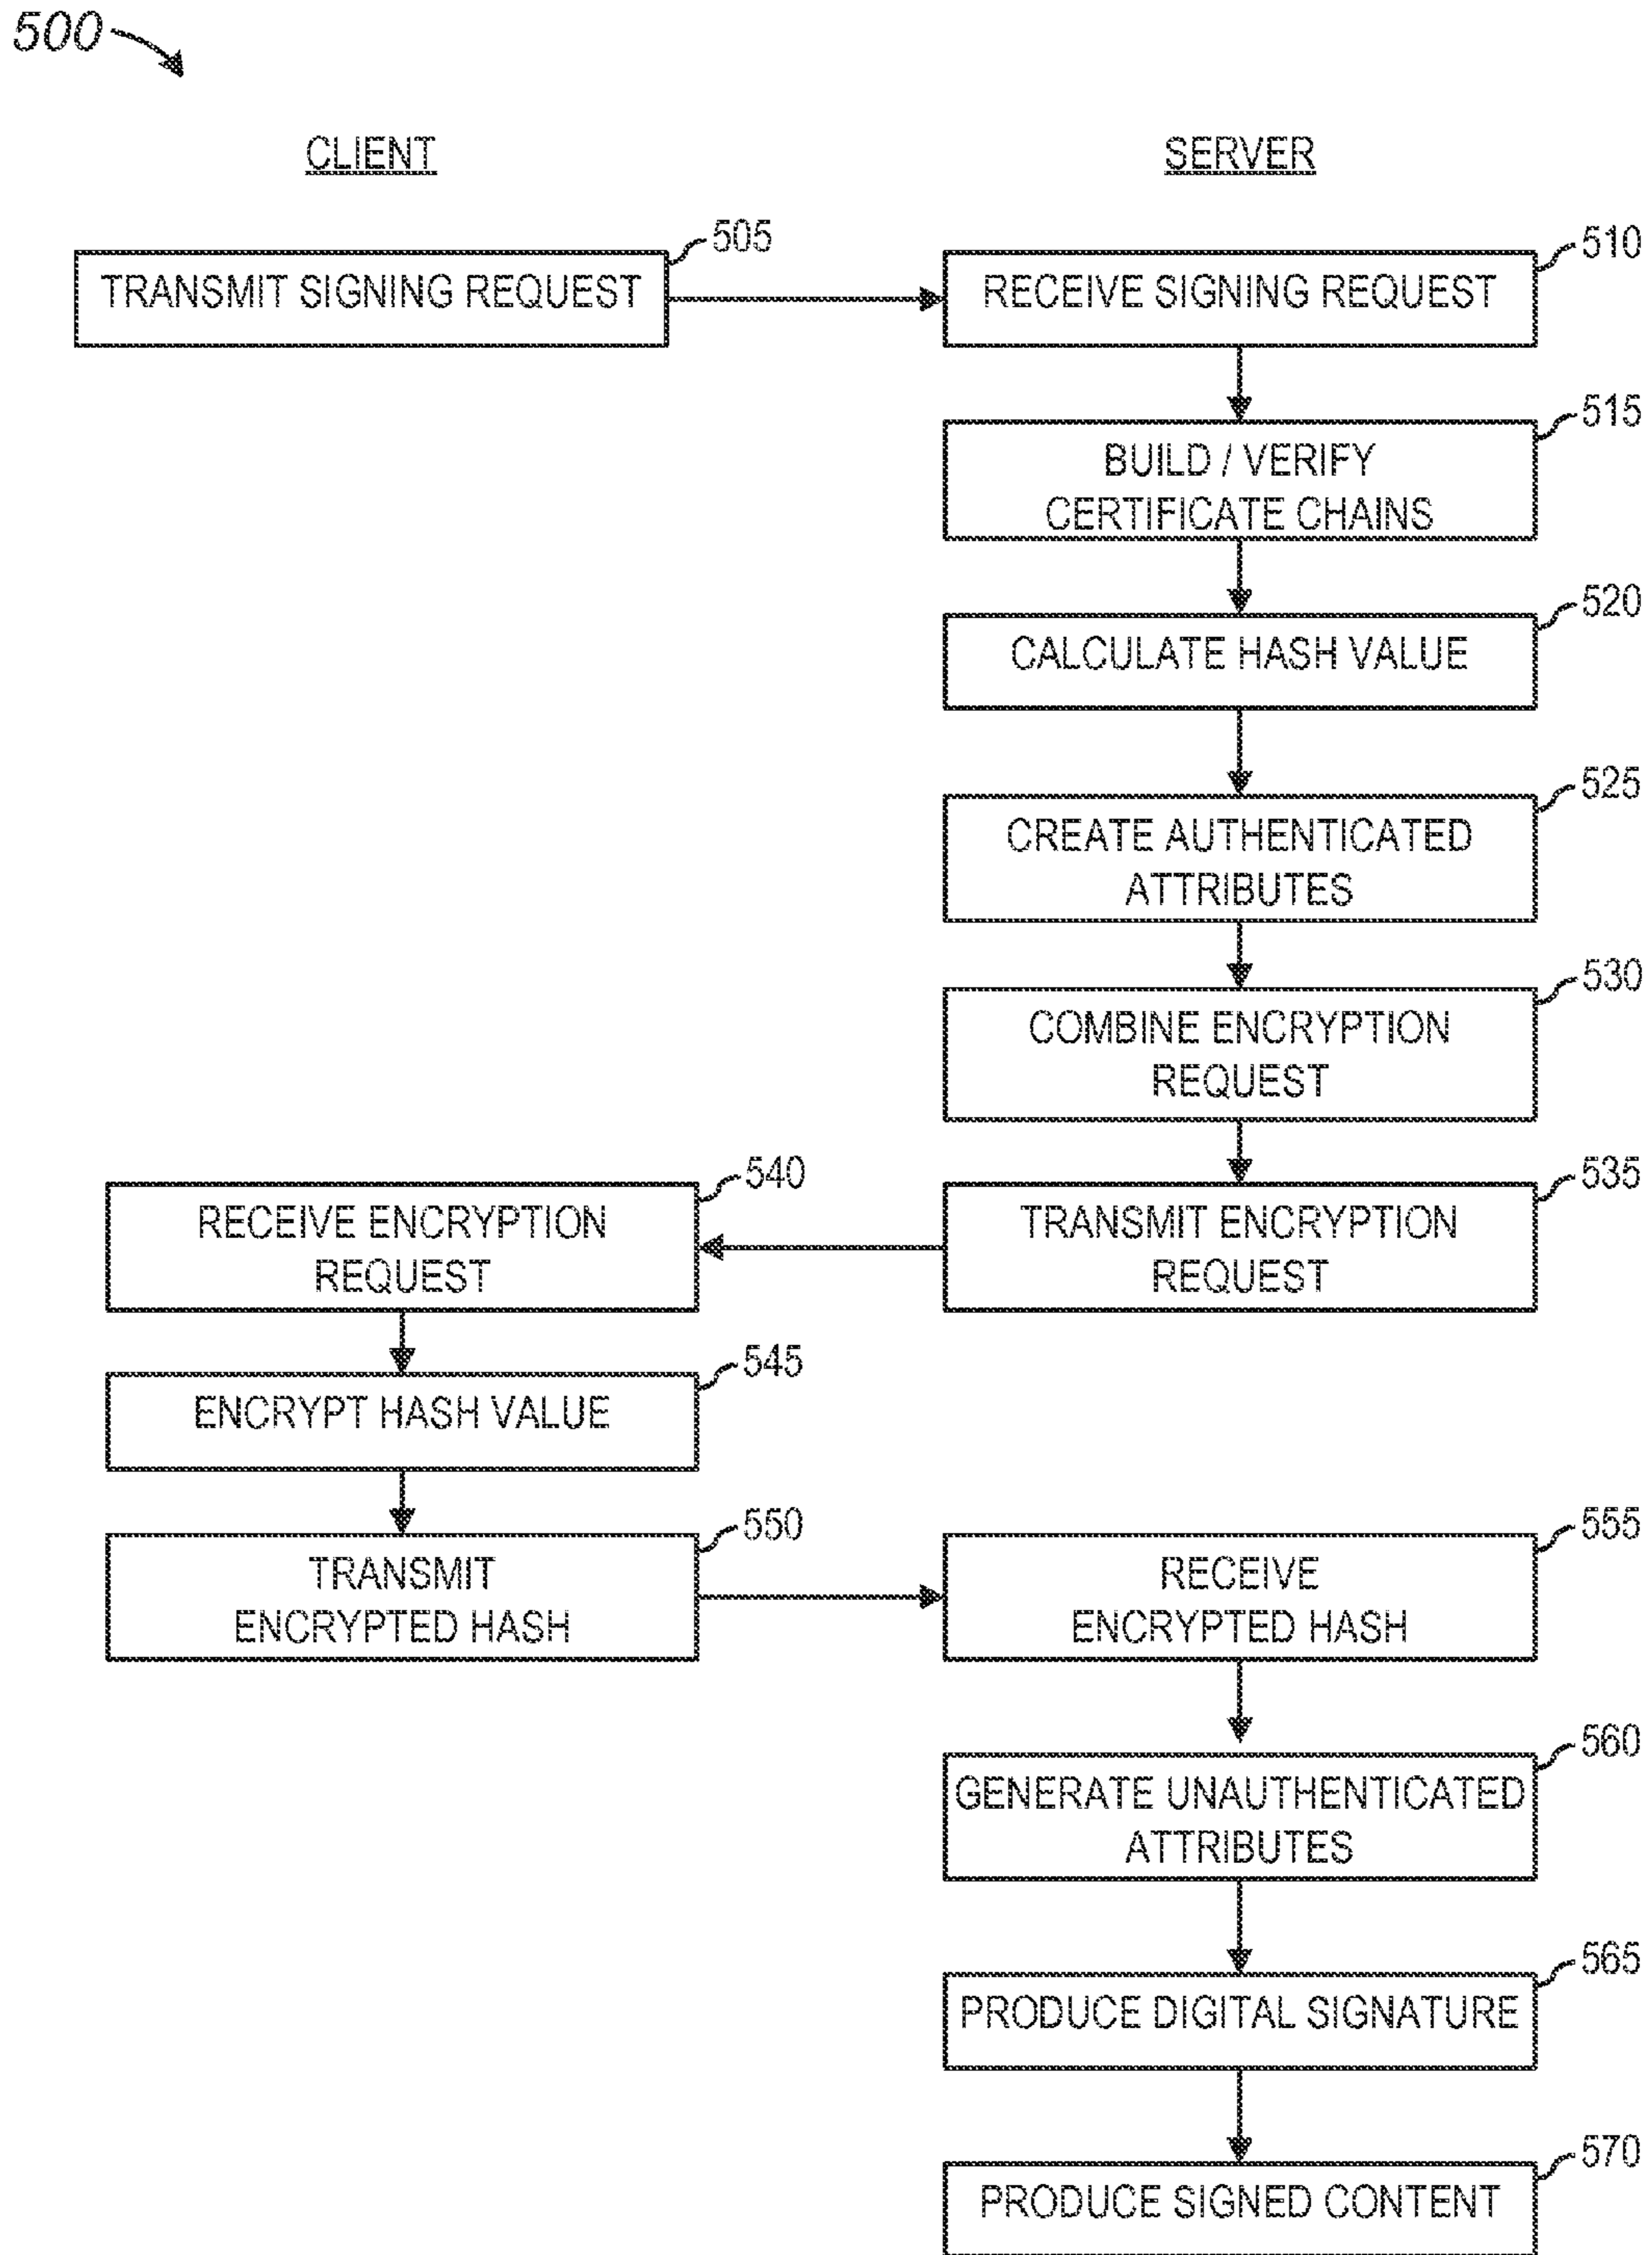 500
CLIENT
SERVER
505
TRANSMIT SIGNING REQUEST
510
RECEIVE SIGNING REQUEST
515
BUILD / VERIFY
CERTIFICATE CHAINS
520
CALCULATE HASH VALUE
525
CREATE AUTHENTICATED
ATTRIBUTES
530
COMBINE ENCRYPTION
REQUEST
535
TRANSMIT ENCRYPTION
REQUEST
540
RECEIVE ENCRYPTION
REQUEST
545
ENCRYPT HASH VALUE
550
TRANSMIT
ENCRYPTED HASH
555
RECEIVE
ENCRYPTED HASH
560
GENERATE UNAUTHENTICATED
ATTRIBUTES
565
PRODUCE DIGITAL SIGNATURE
570
PRODUCE SIGNED CONTENT